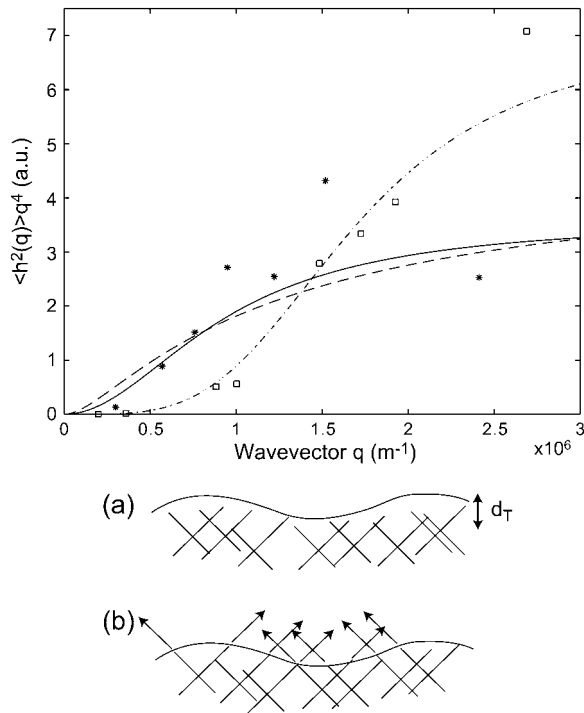 7
6
5
4
3
2
1
0
<h²(q)>q⁴ (a.u.)
0 0.5 1 1.5 2 2.5 3
Wavevector q (m⁻¹)
x10⁶
(a)
d_T
(b)